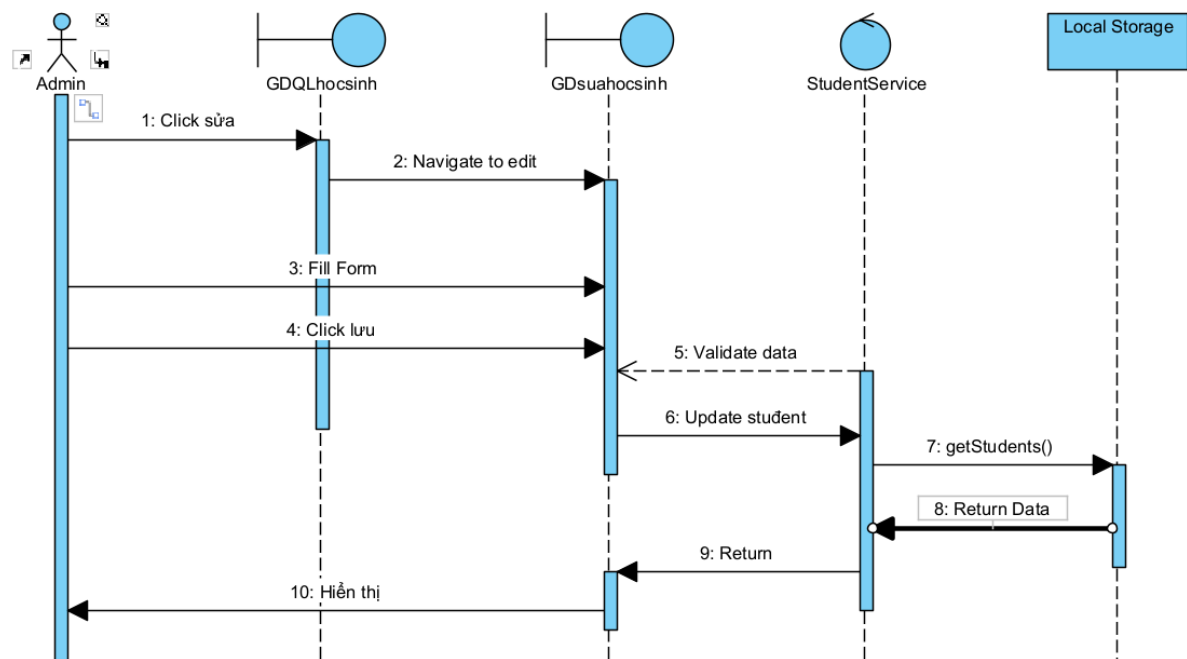 Local Storage
Admin
GDQLhocsinh
GDsuahocsinh
StudentService
1: Click sửa
2: Navigate to edit
3: Fill Form
4: Click lưu
5: Validate data
6: Update stuđent
7: getStudents()
8: Return Data
9: Return
10: Hiển thị